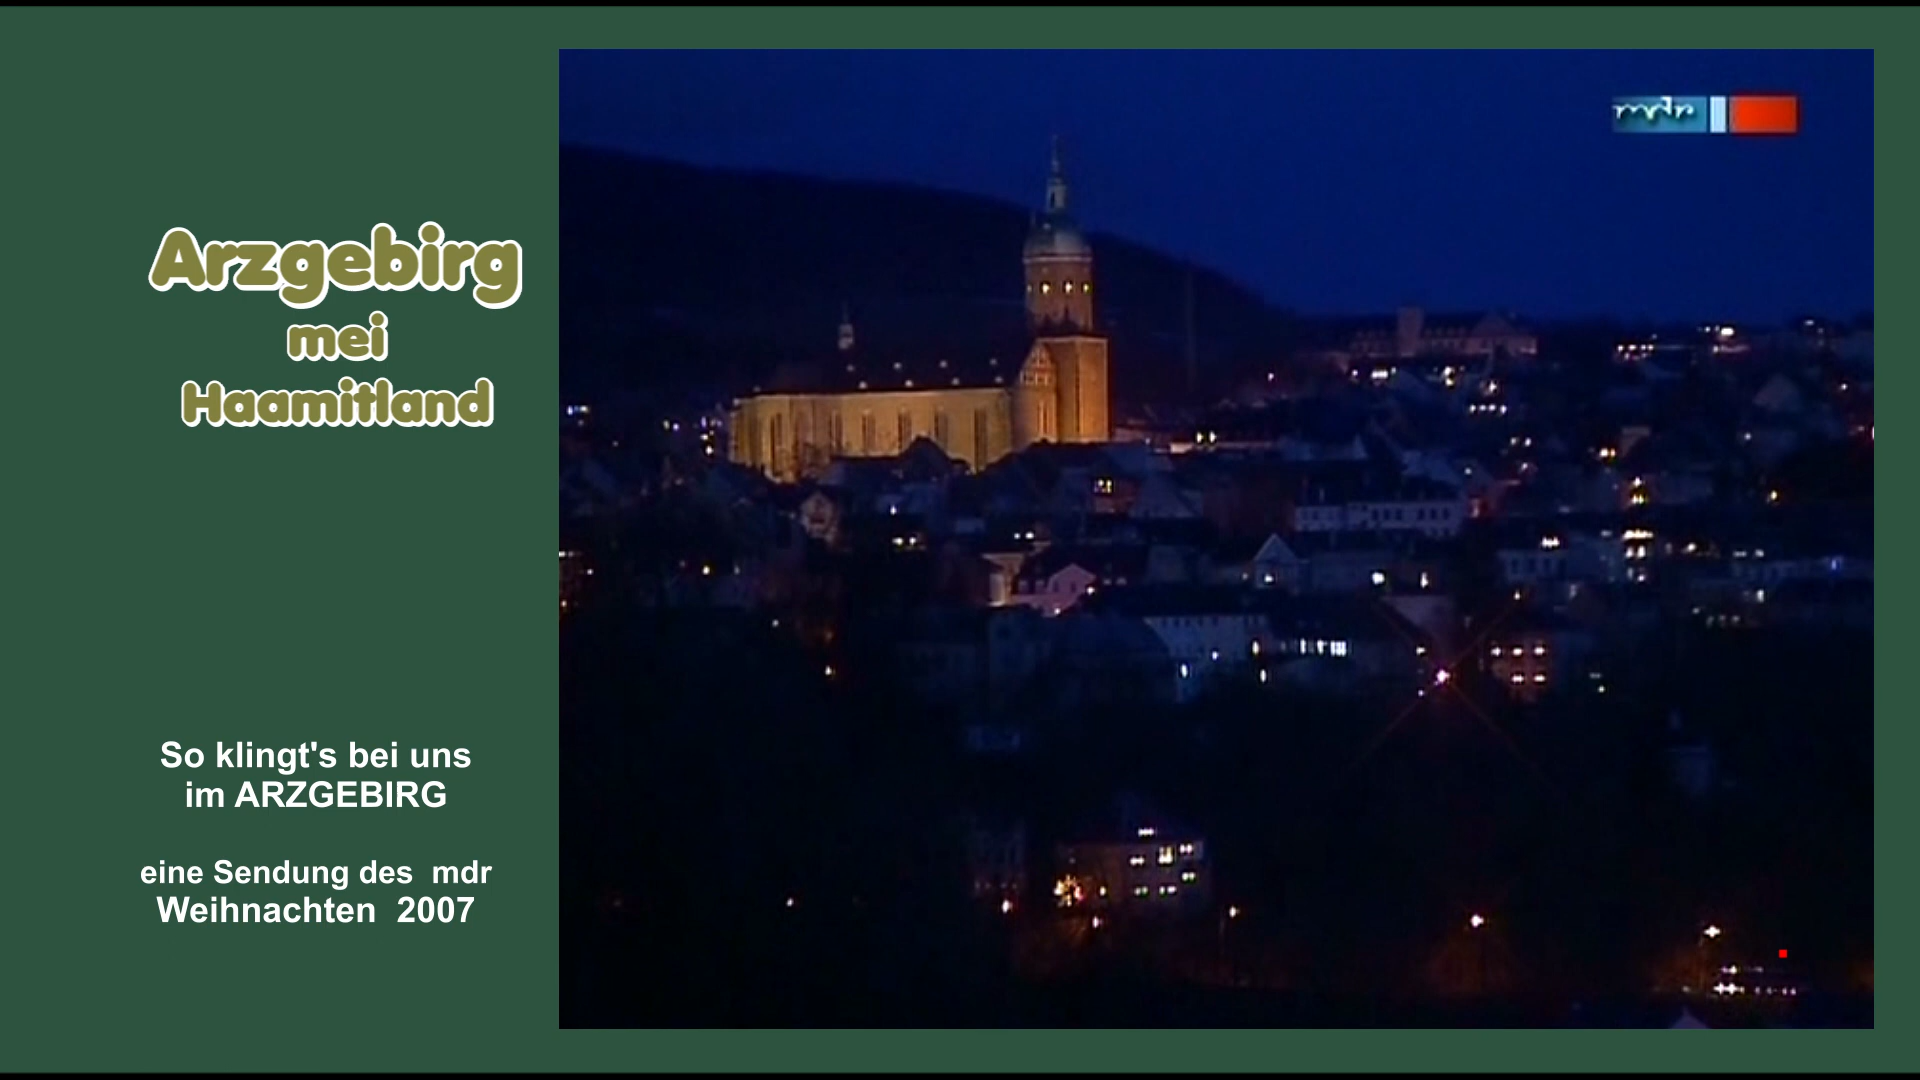 Arzgebirg
mei
Haamitland
So klingt's bei uns
im ARZGEBIRG
eine Sendung des mdr
Weihnachten 2007
mdr